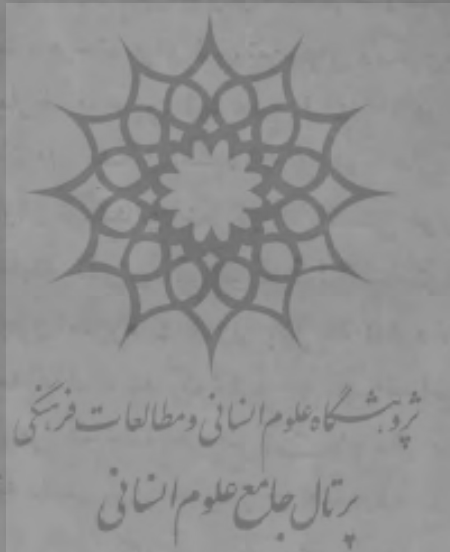 پژوهشگاه علوم انسانی و مطالعات فرهنگی
پرتال جامع علوم انسانی